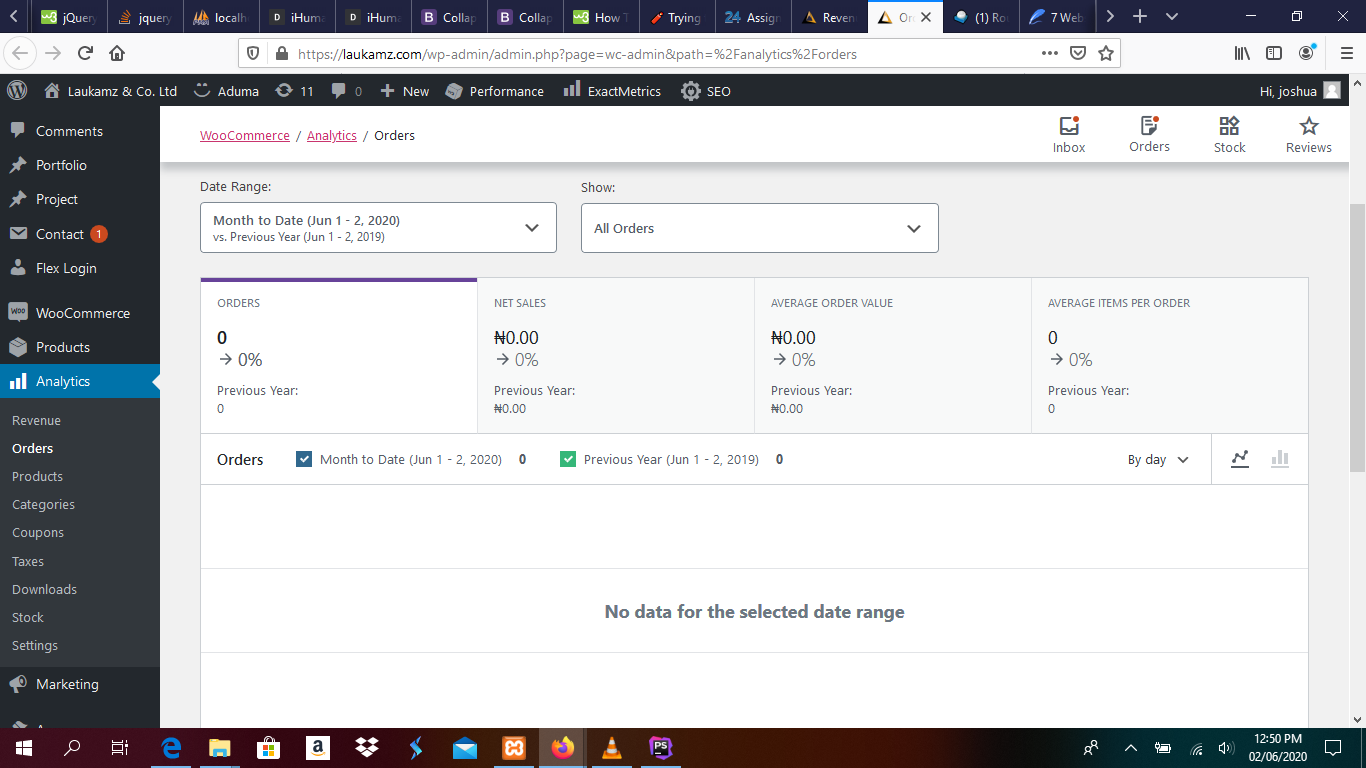 jQuery
jquery
localh
iHuma
iHuma
Collap
Collap
How T
Trying
Assign
Reven
Or
(1) Ro
7 Web
https://laukamz.com/wp-admin/admin.php?page=wc-admin&path=%2Fanalytics%2Forders
Laukamz & Co. Ltd
Aduma
11
0
New
Performance
ExactMetrics
SEO
Hi, joshua
Comments
Portfolio
Project
Contact 1
Flex Login
WooCommerce
Products
Analytics
Revenue
Orders
Products
Categories
Coupons
Taxes
Downloads
Stock
Settings
Marketing
WooCommerce / Analytics / Orders
Inbox
Orders
Stock
Reviews
Date Range:
Month to Date (Jun 1 - 2, 2020)
vs. Previous Year (Jun 1 - 2, 2019)
Show:
All Orders
ORDERS
0
0%
Previous Year:
0
NET SALES
₦0.00
0%
Previous Year:
₦0.00
AVERAGE ORDER VALUE
₦0.00
0%
Previous Year:
₦0.00
AVERAGE ITEMS PER ORDER
0
0%
Previous Year:
0
Orders
Month to Date (Jun 1 - 2, 2020) 0
Previous Year (Jun 1 - 2, 2019) 0
By day
No data for the selected date range
12:50 PM
02/06/2020